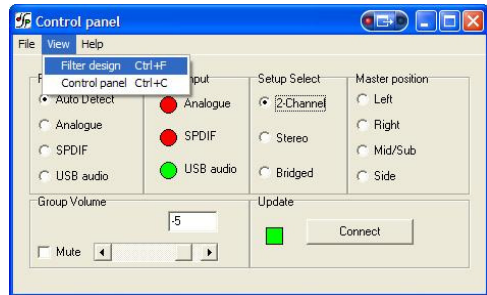 Control panel
File View Help
Filter design Ctrl+F
Control panel Ctrl+C
Setup Select
Master position
Auto Detect
Analogue
2-Channel
Left
Analogue
SPDIF
Stereo
Right
SPDIF
USB audio
Bridged
Mid/Sub
USB audio
Side
Group Volume
Update
-5
Connect
Mute